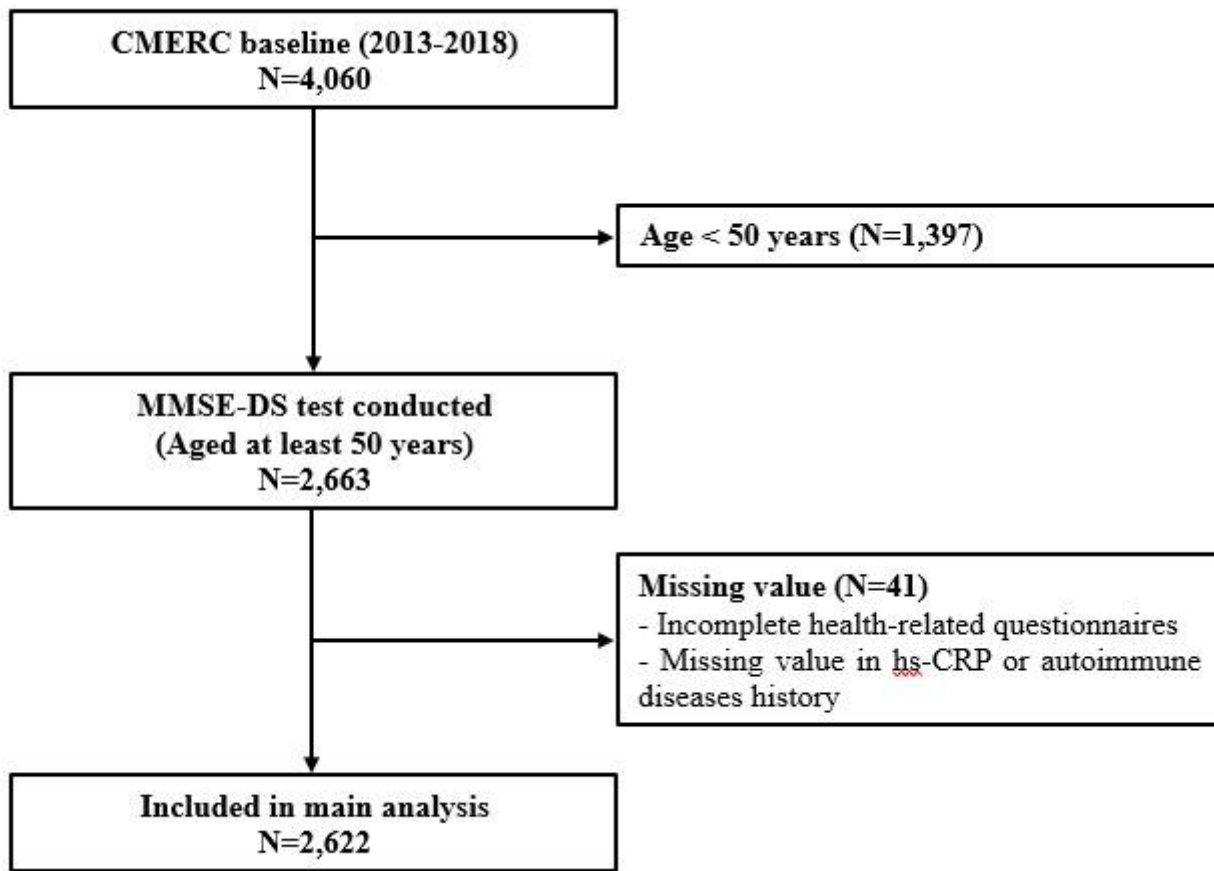 CMERC baseline (2013-2018)
N=4,060
Age < 50 years (N=1,397)
MMSE-DS test conducted
(Aged at least 50 years)
N=2,663
Missing value (N=41)
- Incomplete health-related questionnaires
- Missing value in hs-CRP or autoimmune
diseases history
Included in main analysis
N=2,622